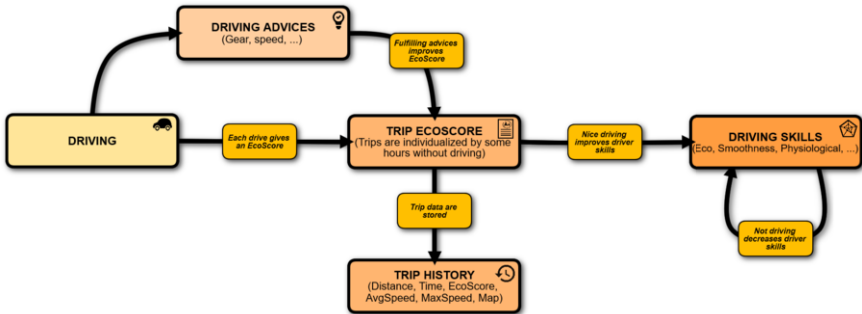 DRIVING ADVICES
(Gear, speed, ...)
Fulfilling advices
improves
EcoScore
DRIVING
Each drive gives
an EcoScore
TRIP ECOSCORE
(Trips are individualized by some
hours without driving)
Nice driving
improves driver
skills
DRIVING SKILLS
(Eco, Smoothness, Physiological, ...)
Trip data are
stored
Not driving
decreases driver
skills
TRIP HISTORY
(Distance, Time, EcoScore,
AvgSpeed, MaxSpeed, Map)